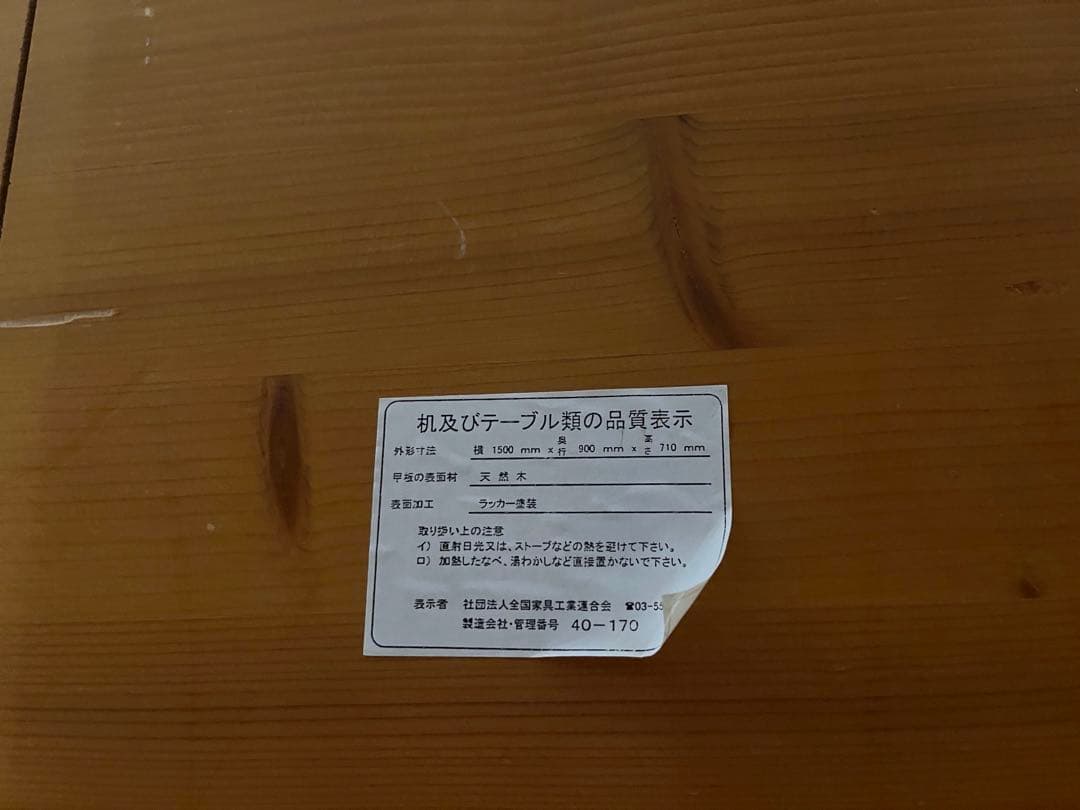 机及びテーブル類の品質表示
外形寸法 横 1500 mm × 奥行 900 mm × 高さ 710 mm
甲板の表面材 天然木
表面加工 ラッカー塗装
取り扱い上の注意
イ) 直射日光又は、ストーブなどの熱を避けて下さい。
ロ) 加熱したなべ、湯わかしなど直接置かないで下さい。
表示者 社団法人全国家具工業連合会 ☎03-55
製造会社・管理番号 40-170